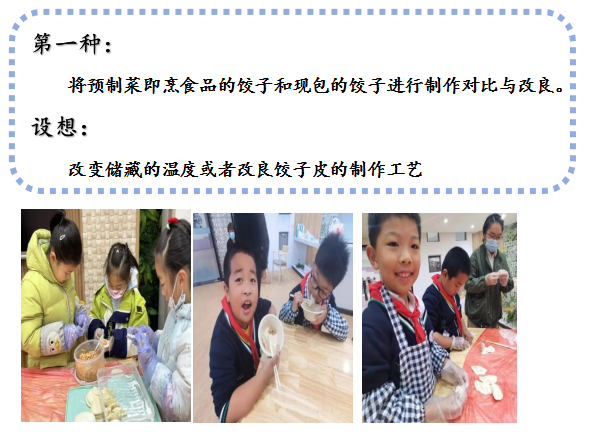 第一种：
将预制菜即烹食品的饺子和现包的饺子进行制作对比与改良。
设想：
改变储藏的温度或者改良饺子皮的制作工艺